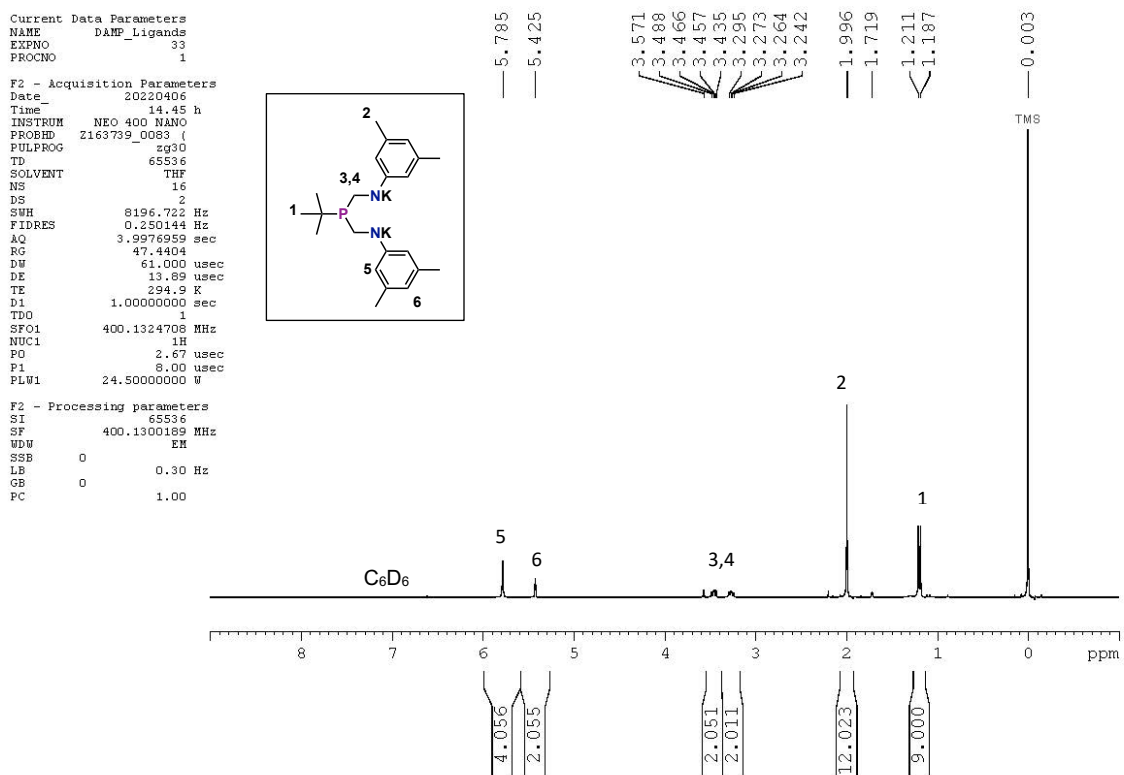 Current Data Parameters
NAME DAMP_Ligands
EXPNO 33
PROCNO 1
F2 - Acquisition Parameters
Date_ 20220406
Time 14.45 h
INSTRUM NEO 400 NANO
PROBHD Z163739_0083 (
PULPROG zg30
TD 65536
SOLVENT THF
NS 16
DS 2
SWH 8196.722 Hz
FIDRES 0.250144 Hz
AQ 3.9976959 sec
RG 47.4404
DW 61.000 usec
DE 13.89 usec
TE 294.9 K
D1 1.00000000 sec
TD0 1
SFO1 400.1324708 MHz
NUC1 1H
P0 2.67 usec
P1 8.00 usec
PLW1 24.50000000 W
F2 - Processing parameters
SI 65536
SF 400.1300189 MHz
WDW EM
SSB 0
LB 0.30 Hz
GB 0
PC 1.00
5.785
5.425
3.571
3.488
3.466
3.457
3.435
3.295
3.273
3.264
3.242
1.996
1.719
1.211
1.187
0.003
TMS
2
3,4
NK
1
P
NK
5
6
2
1
5
6
3,4
C₆D₆
8 7 6 5 4 3 2 1 0 ppm
4.056
2.055
2.051
2.011
12.023
9.000